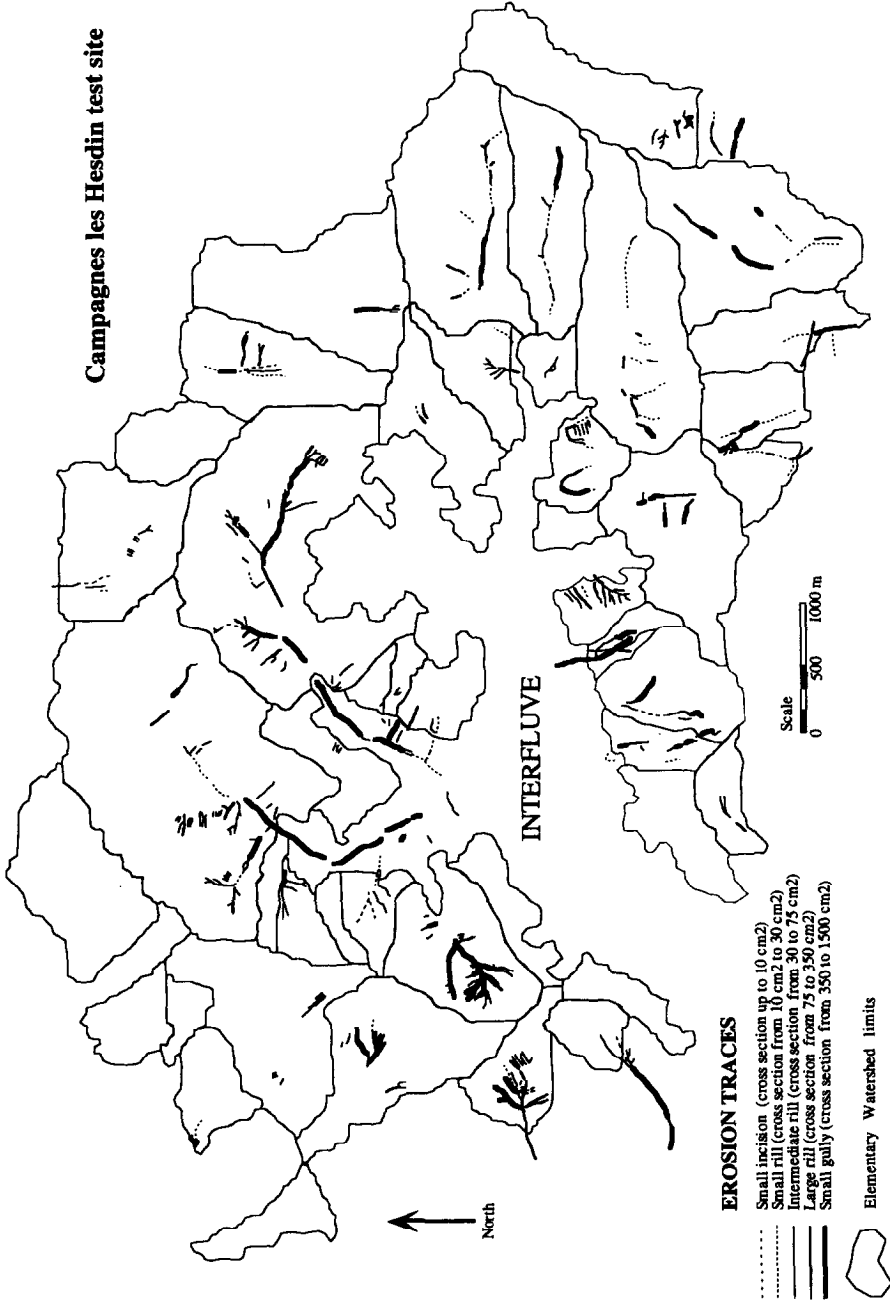 Campagnes les Hesdin test site
INTERFLUVE
Scale
0 500 1000 m
North
EROSION TRACES
Small incision (cross section up to 10 cm2)
Small rill (cross section from 10 cm2 to 30 cm2)
Intermediate rill (cross section from 30 to 75 cm2)
Large rill (cross section from 75 to 350 cm2)
Small gully (cross section from 350 to 1500 cm2)
Elementary Watershed limits